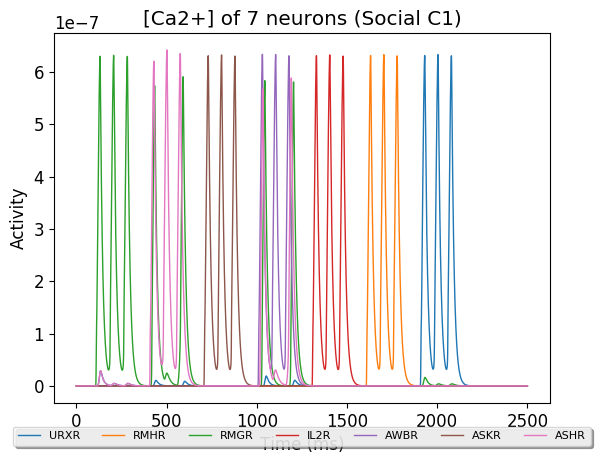 [Ca2+] of 7 neurons (Social C1)
1e−7
Activity
6
5
4
3
2
1
0
0 500 1000 1500 2000 2500
Time (ms)
URXR RMHR RMGR IL2R AWBR ASKR ASHR